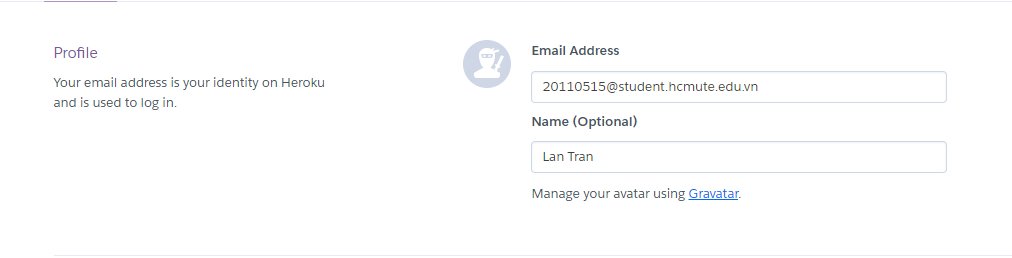 Profile
Your email address is your identity on Heroku
and is used to log in.
Email Address
20110515@student.hcmute.edu.vn
Name (Optional)
Lan Tran
Manage your avatar using Gravatar.